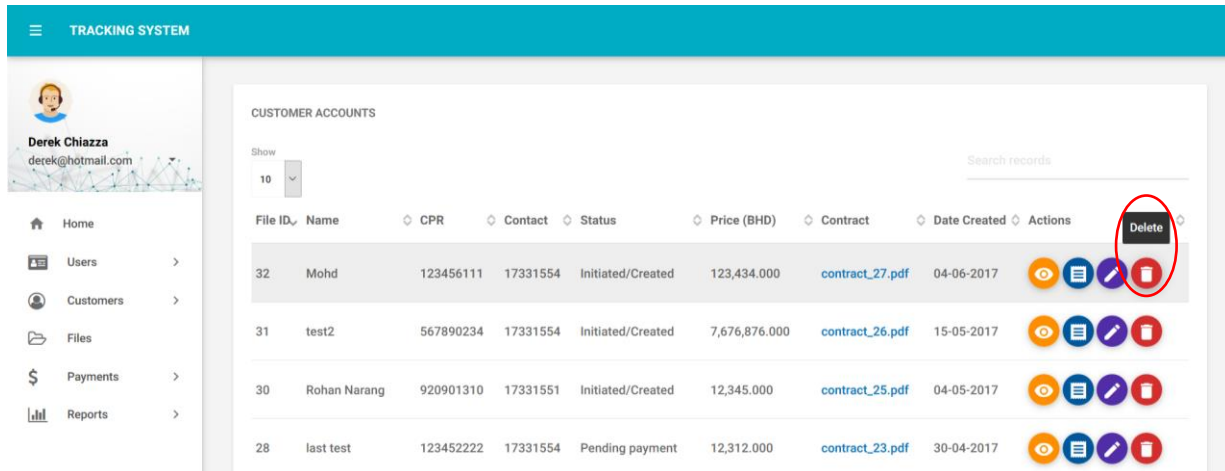 TRACKING SYSTEM
Derek Chiazza
derek@hotmail.com
Home
Users
Customers
Files
Payments
Reports
CUSTOMER ACCOUNTS
Show
10
Search records
File ID Name CPR Contact Status Price (BHD) Contract Date Created Actions
Delete
32 Mohd 123456111 17331554 Initiated/Created 123,434.000 contract_27.pdf 04-06-2017
31 test2 567890234 17331554 Initiated/Created 7,676,876.000 contract_26.pdf 15-05-2017
30 Rohan Narang 920901310 17331551 Initiated/Created 12,345.000 contract_25.pdf 04-05-2017
28 last test 123452222 17331554 Pending payment 12,312.000 contract_23.pdf 30-04-2017